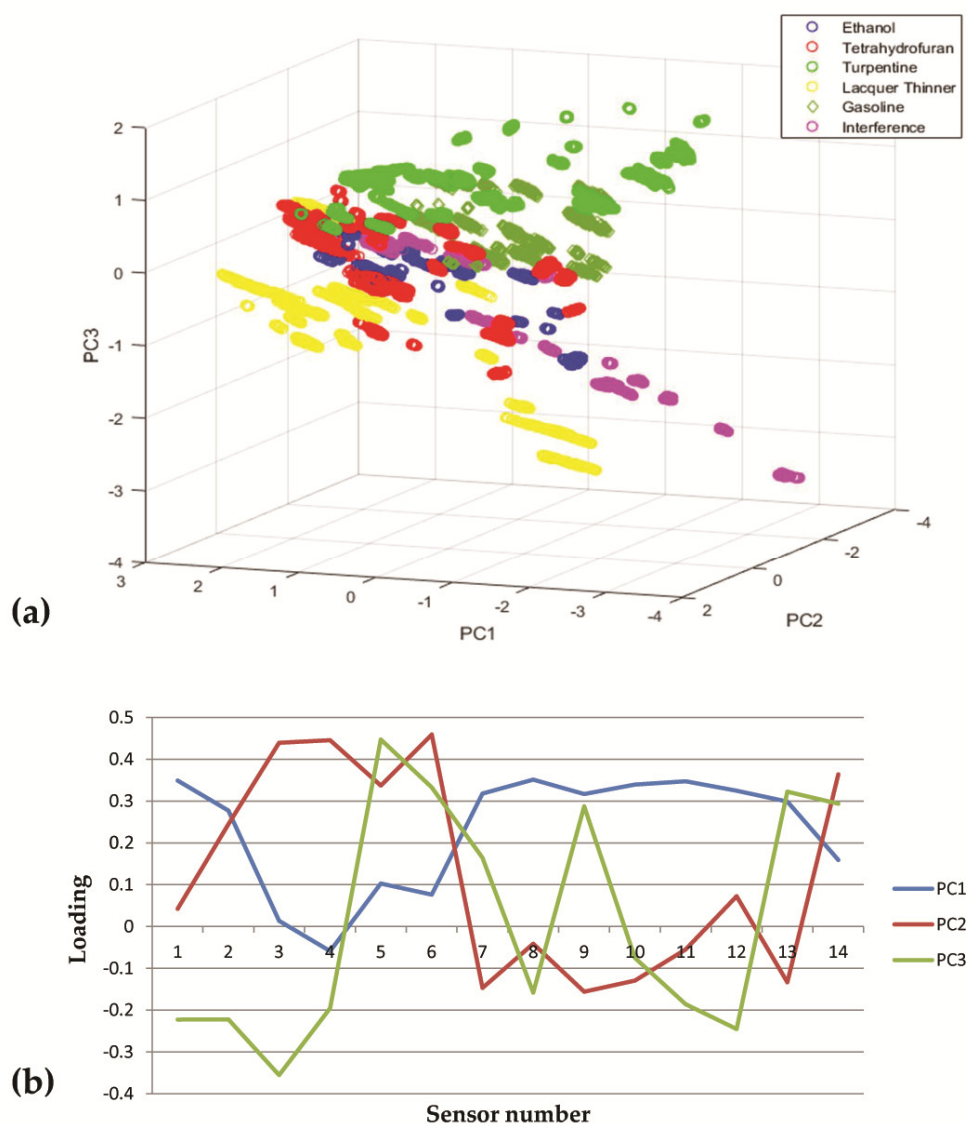 Ethanol
Tetrahydrofuran
Turpentine
Lacquer Thinner
Gasoline
Interference
2
1
0
-1
-2
-3
-4
PC3
3
2
1
0
-1
-2
-3
-4
PC1
2
0
-2
-4
PC2
(a)
0.5
0.4
0.3
0.2
0.1
0
-0.1
-0.2
-0.3
-0.4
Loading
1 2 3 4 5 6 7 8 9 10 11 12 13 14
Sensor number
PC1
PC2
PC3
(b)